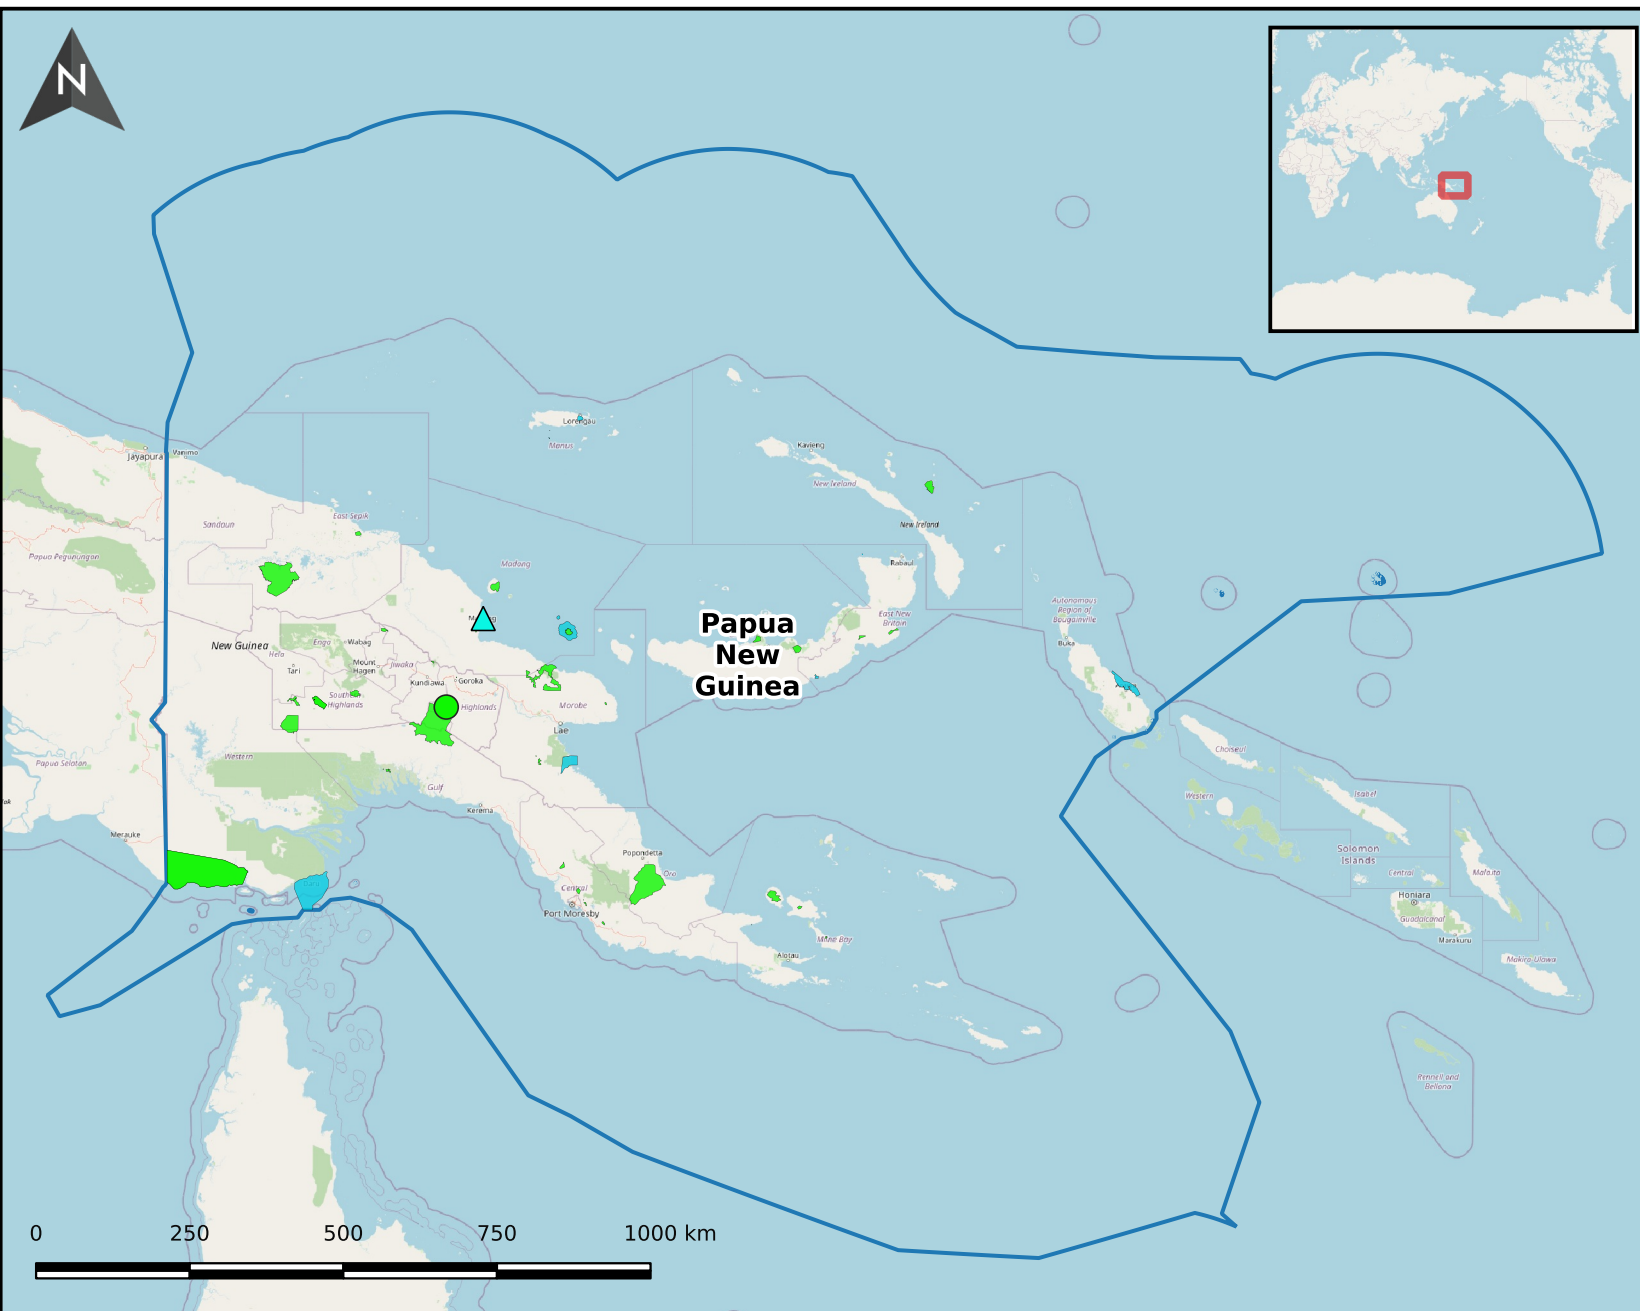 N
Lorengau
Manus
Kavieng
New Ireland
New Ireland
Jayapura
Vanimo
Sandaun
East Sepik
Papua Pegunungan
Madang
Rabaul
East New
Britain
Autonomous
Region of
Bougainville
Buka
Papua
New
Guinea
New Guinea
Enga
Wabag
Hela
Tari
Mount
Hagen
Jiwaka
Kundiawa
Goroka
Southern
Highlands
Highlands
Morobe
Lae
Western
Papua Selatan
Gulf
Kerema
Merauke
Choiseul
Western
Isabel
Solomon
Islands
Central
Malaita
Honiara
Guadalcanal
Marakuru
Makira-Ulawa
Rennell and
Bellona
Popondetta
Oro
Central
Port Moresby
Milne Bay
Alotau
0 250 500 750 1000 km